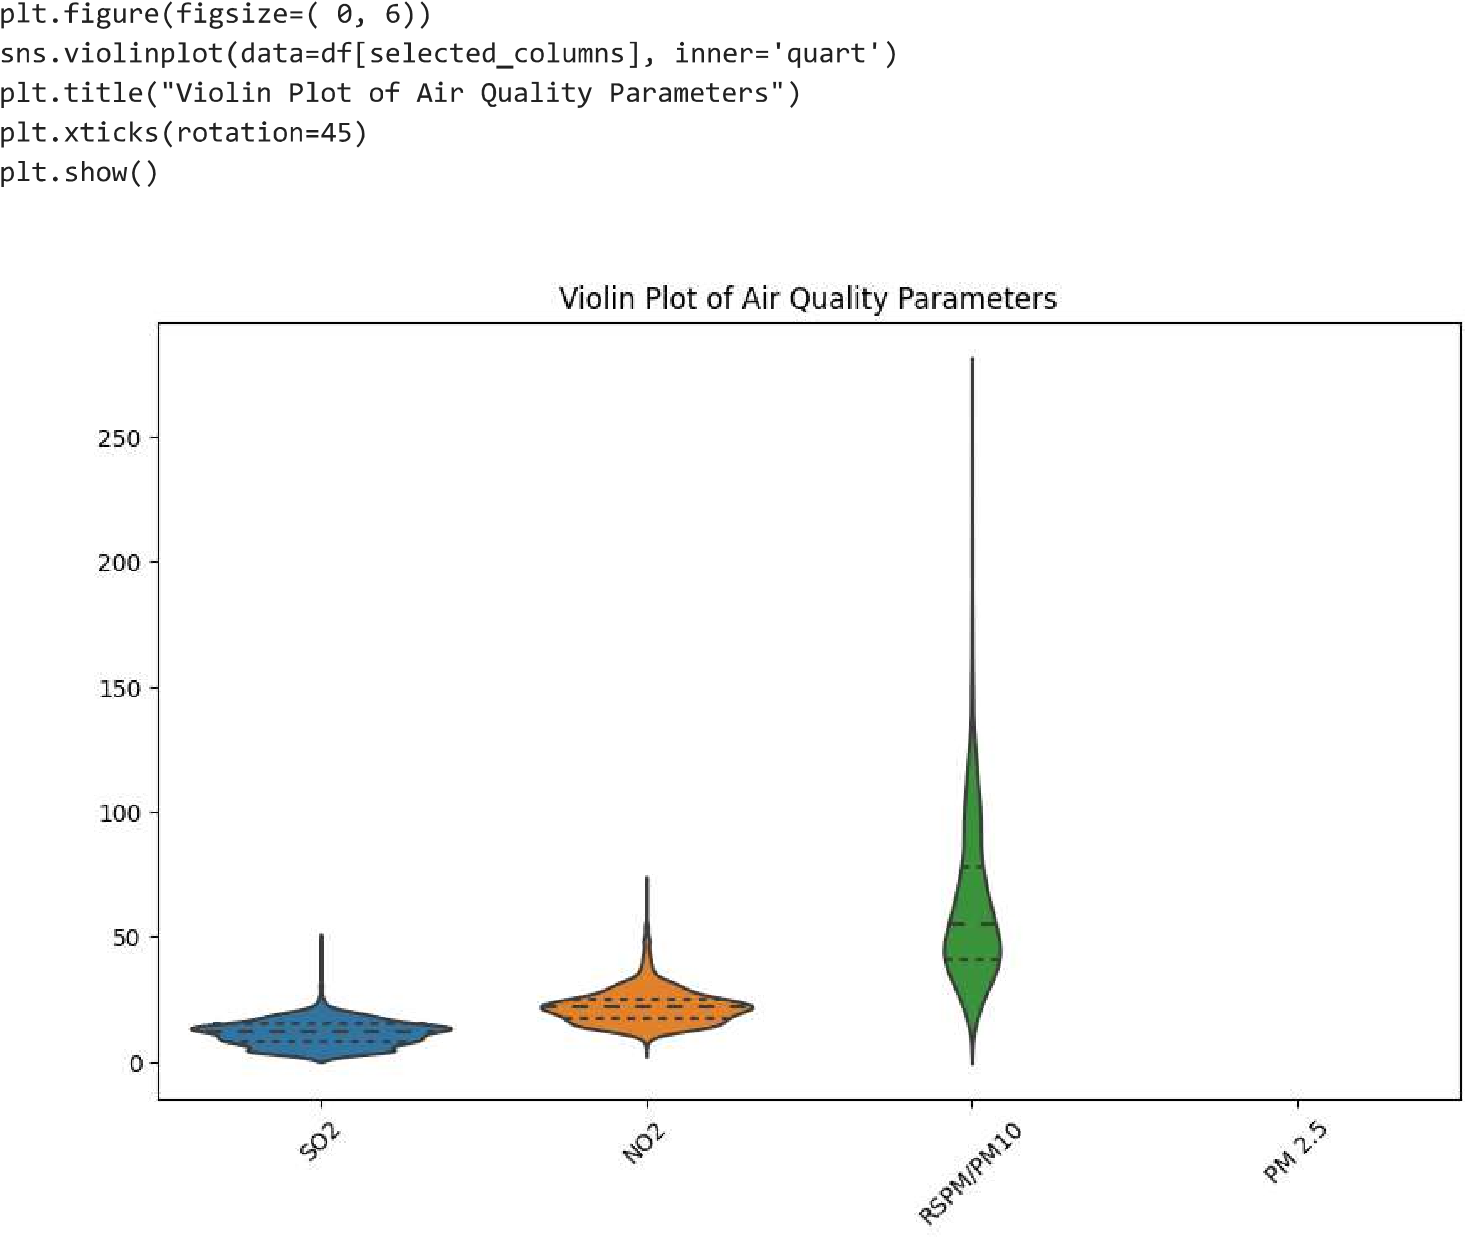 plt.figure(figsize=( 0, 6))
sns.violinplot(data=df[selected_columns], inner='quart')
plt.title("Violin Plot of Air Quality Parameters")
plt.xticks(rotation=45)
plt.show()
Violin Plot of Air Quality Parameters
250
200
150
100
50
0
SO2
NO2
RSPM/PM10
PM 2.5